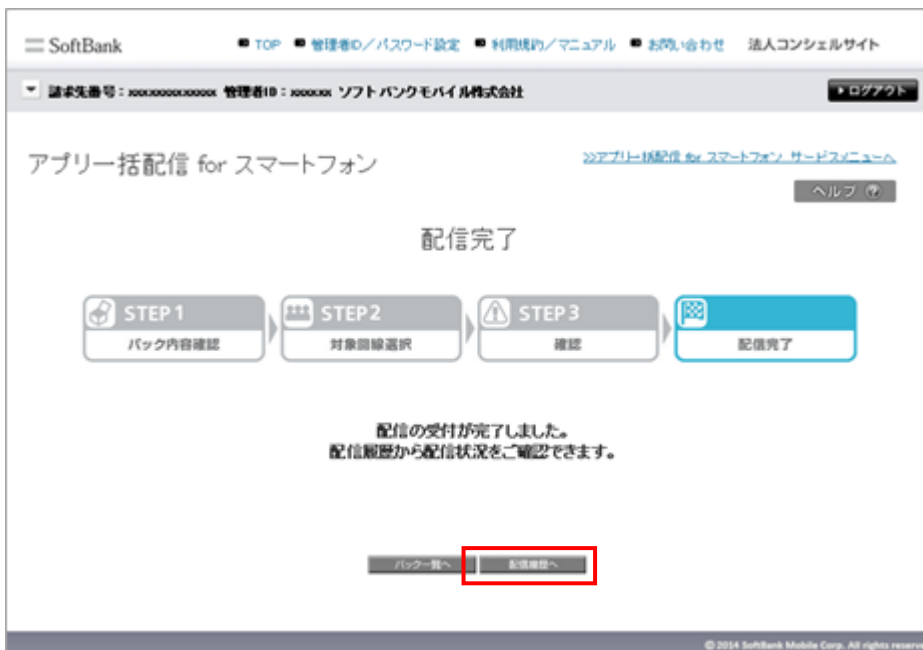 SoftBank
TOP 管理者ID／パスワード設定 利用規約／マニュアル お問い合わせ 法人コンシェルサイト
請求先番号：xxxxxxxxxxxx 管理者ID：xxxxxx ソフトバンクモバイル株式会社
ログアウト
アプリ一括配信 for スマートフォン
>>アプリ一括配信 for スマートフォン サービスメニューへ
ヘルプ ?
配信完了
STEP 1
STEP 2
STEP 3
パック内容確認
対象回線選択
確認
配信完了
配信の受付が完了しました。
配信履歴から配信状況をご確認できます。
パック一覧へ
配信履歴へ
© 2014 SoftBank Mobile Corp. All rights reserve